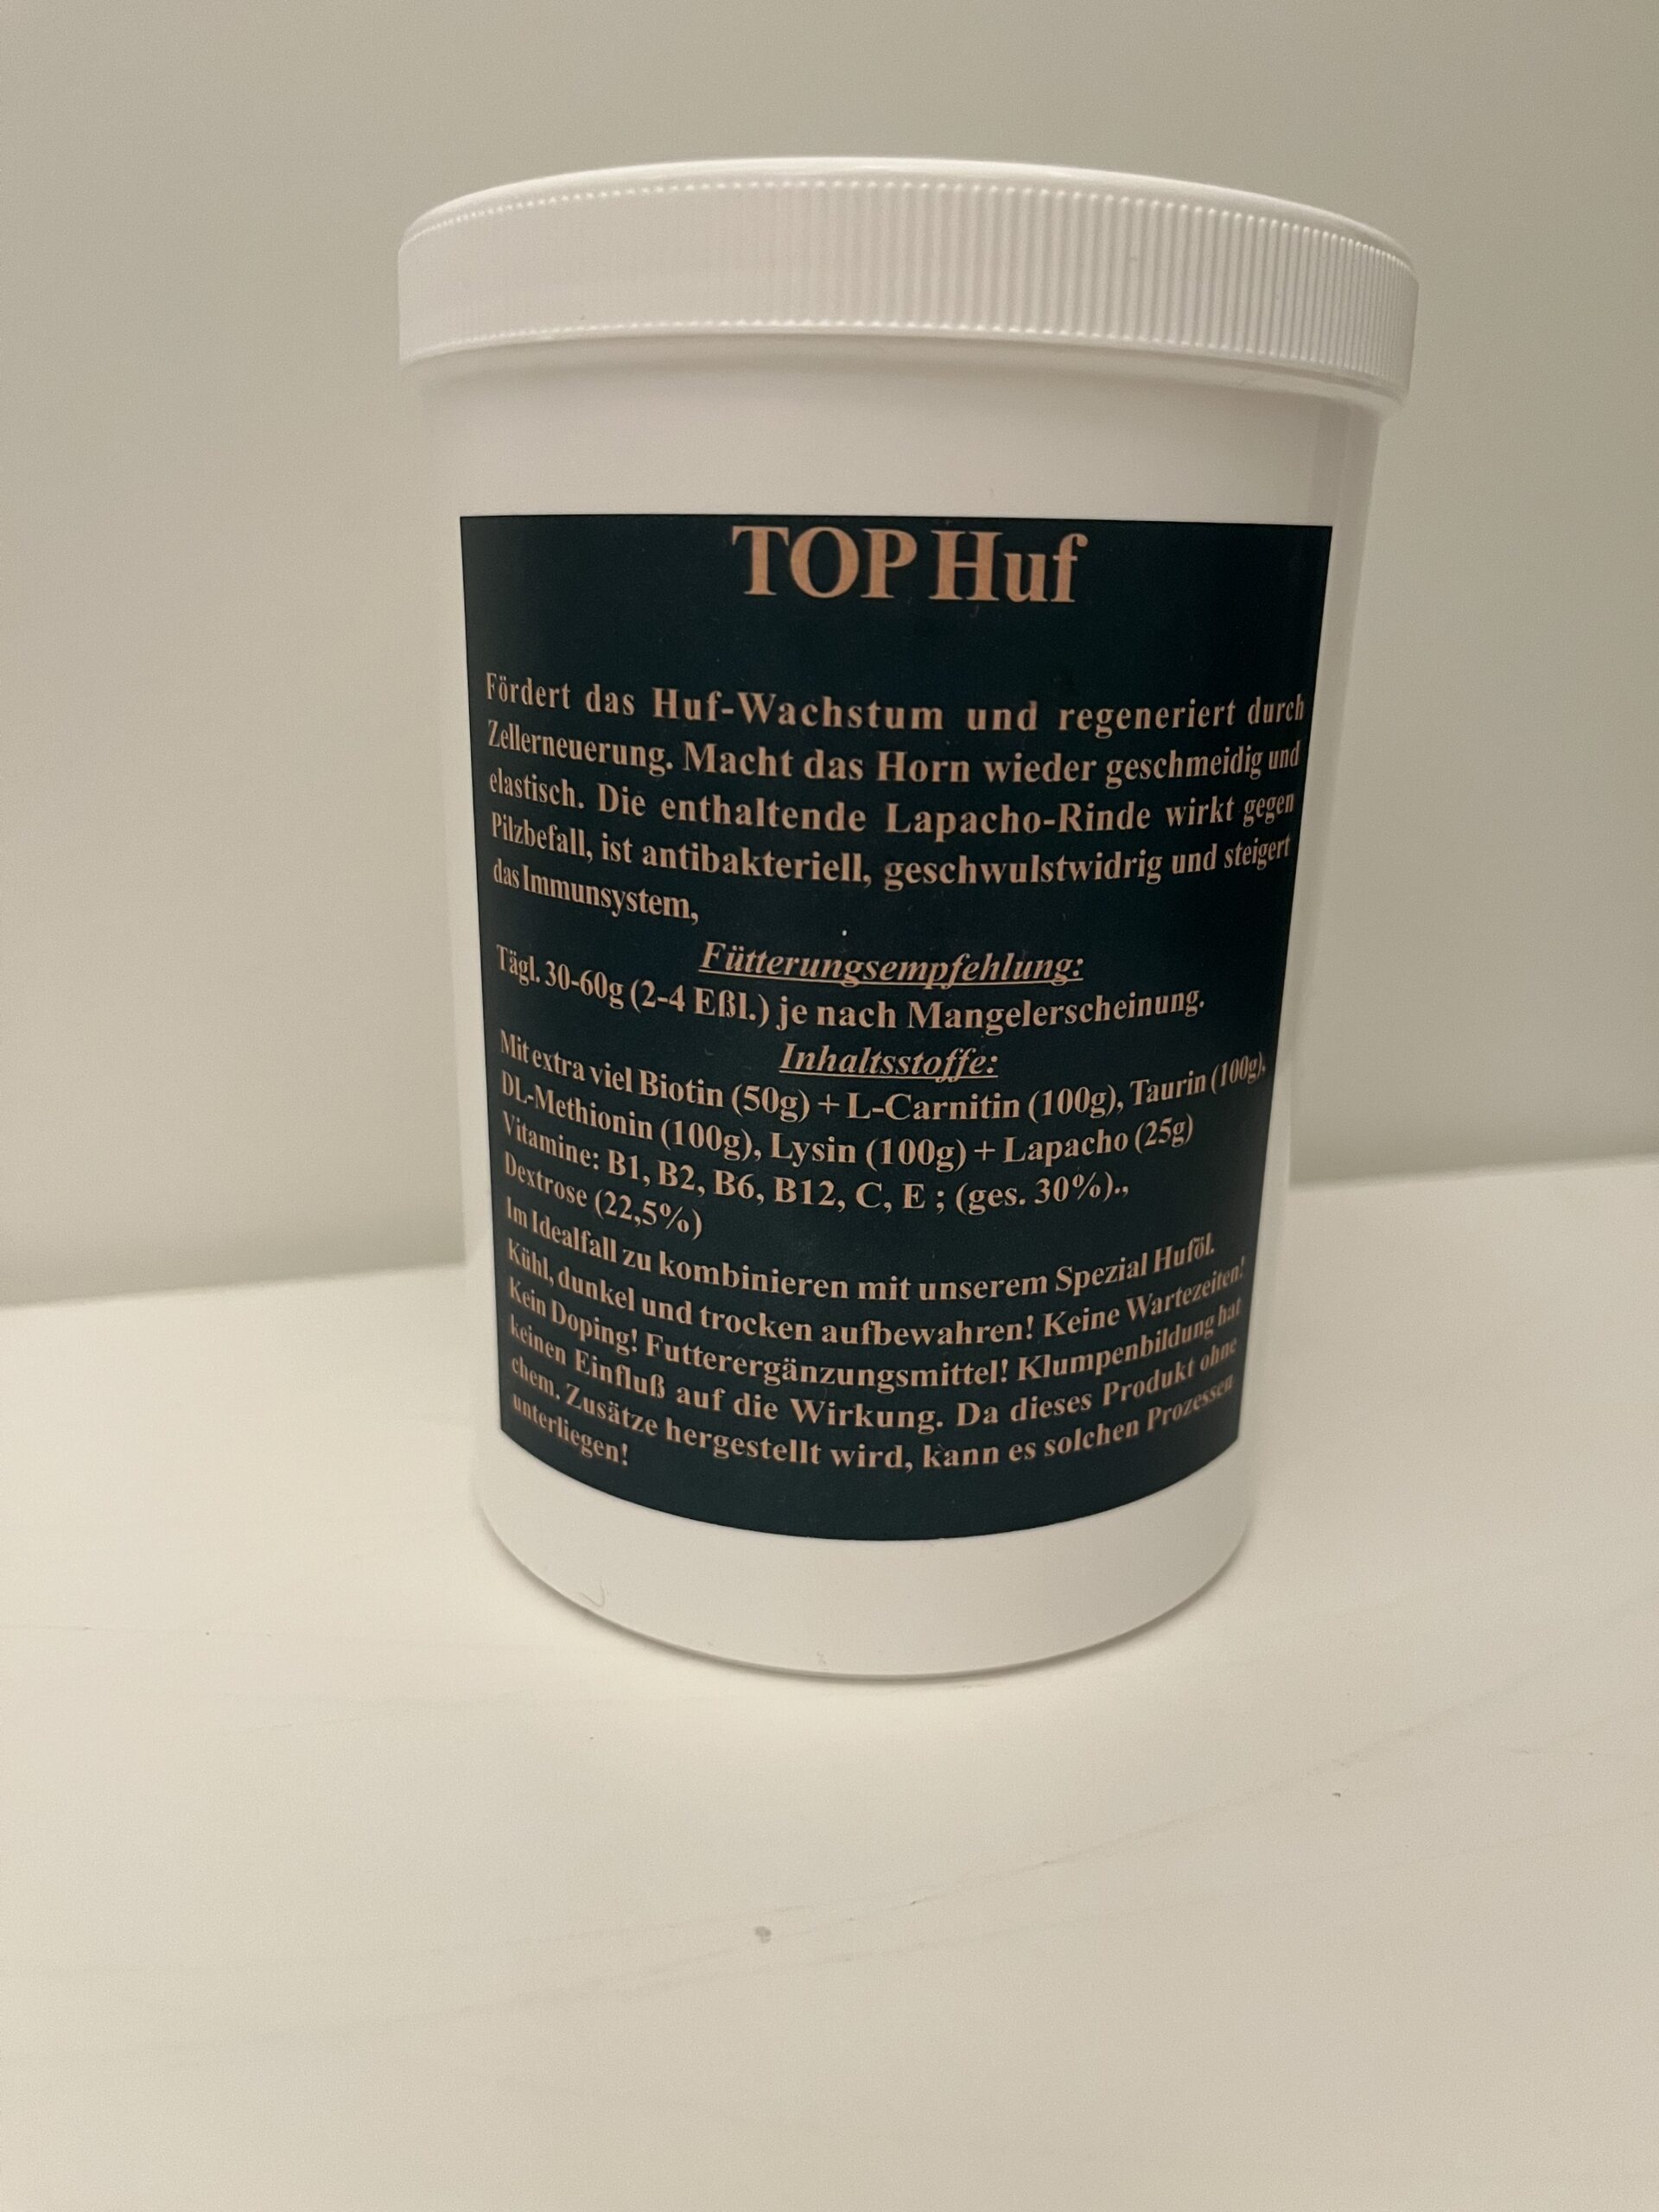 TOP Huf
Fördert das Huf-Wachstum und regeneriert durch
Zellerneuerung. Macht das Horn wieder geschmeidig und
elastisch. Die enthaltende Lapacho-Rinde wirkt gegen
Pilzbefall, ist antibakteriell, geschwulstwidrig und steigert
das Immunsystem,
Fütterungsempfehlung:
Tägl. 30-60g (2-4 Eßl.) je nach Mangelerscheinung.
Inhaltsstoffe:
Mit extra viel Biotin (50g) + L-Carnitin (100g), Taurin (100g),
DL-Methionin (100g), Lysin (100g) + Lapacho (25g)
Vitamine: B1, B2, B6, B12, C, E ; (ges. 30%).,
Dextrose (22,5%)
Im Idealfall zu kombinieren mit unserem Spezial Huföl.
Kühl, dunkel und trocken aufbewahren! Keine Wartezeiten!
Kein Doping! Futterergänzungsmittel! Klumpenbildung hat
keinen Einfluß auf die Wirkung. Da dieses Produkt ohne
chem. Zusätze hergestellt wird, kann es solchen Prozessen
unterliegen!